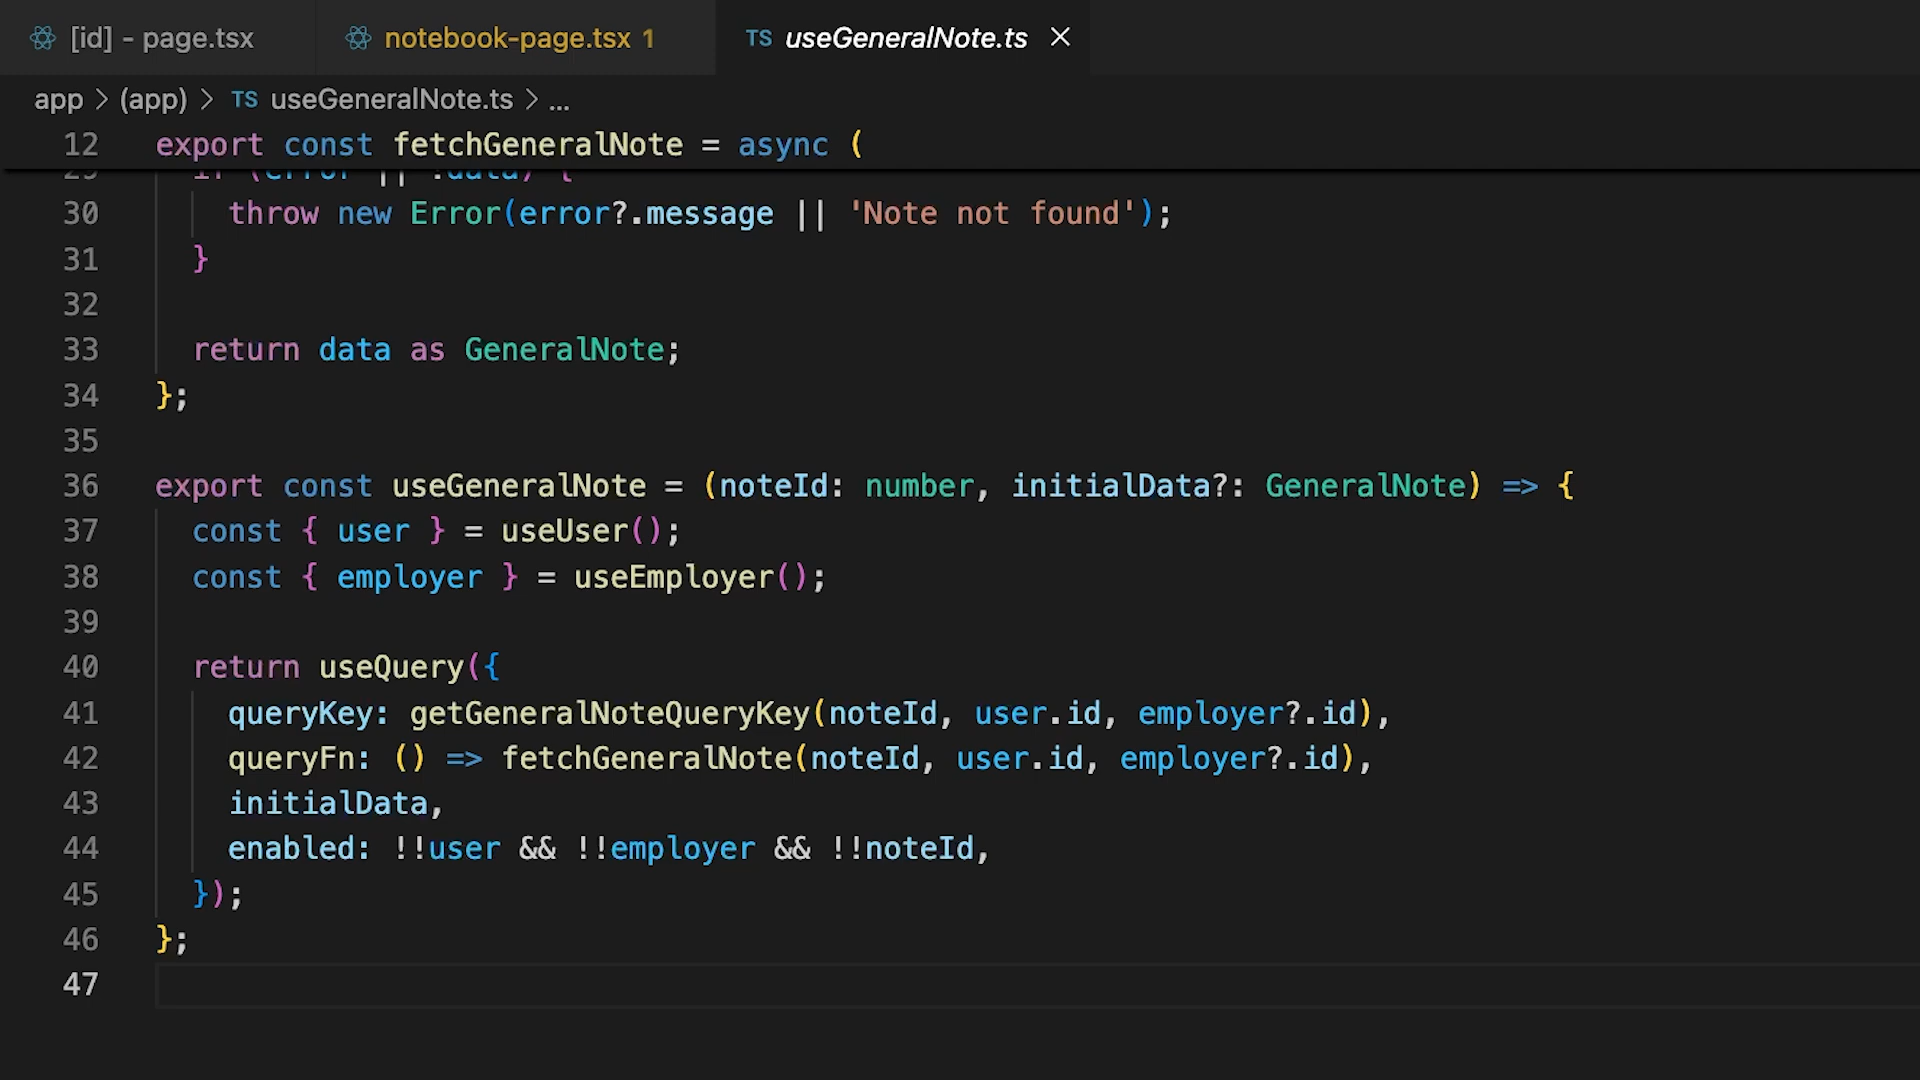 [id] - page.tsx
notebook-page.tsx 1
TS useGeneralNote.ts
app > (app) > TS useGeneralNote.ts > ...
12 export const fetchGeneralNote = async (
29 if (error || !data) {
30 throw new Error(error?.message || 'Note not found');
31 }
32
33 return data as GeneralNote;
34 };
35
36 export const useGeneralNote = (noteId: number, initialData?: GeneralNote) => {
37 const { user } = useUser();
38 const { employer } = useEmployer();
39
40 return useQuery({
41 queryKey: getGeneralNoteQueryKey(noteId, user.id, employer?.id),
42 queryFn: () => fetchGeneralNote(noteId, user.id, employer?.id),
43 initialData,
44 enabled: !!user && !!employer && !!noteId,
45 });
46 };
47